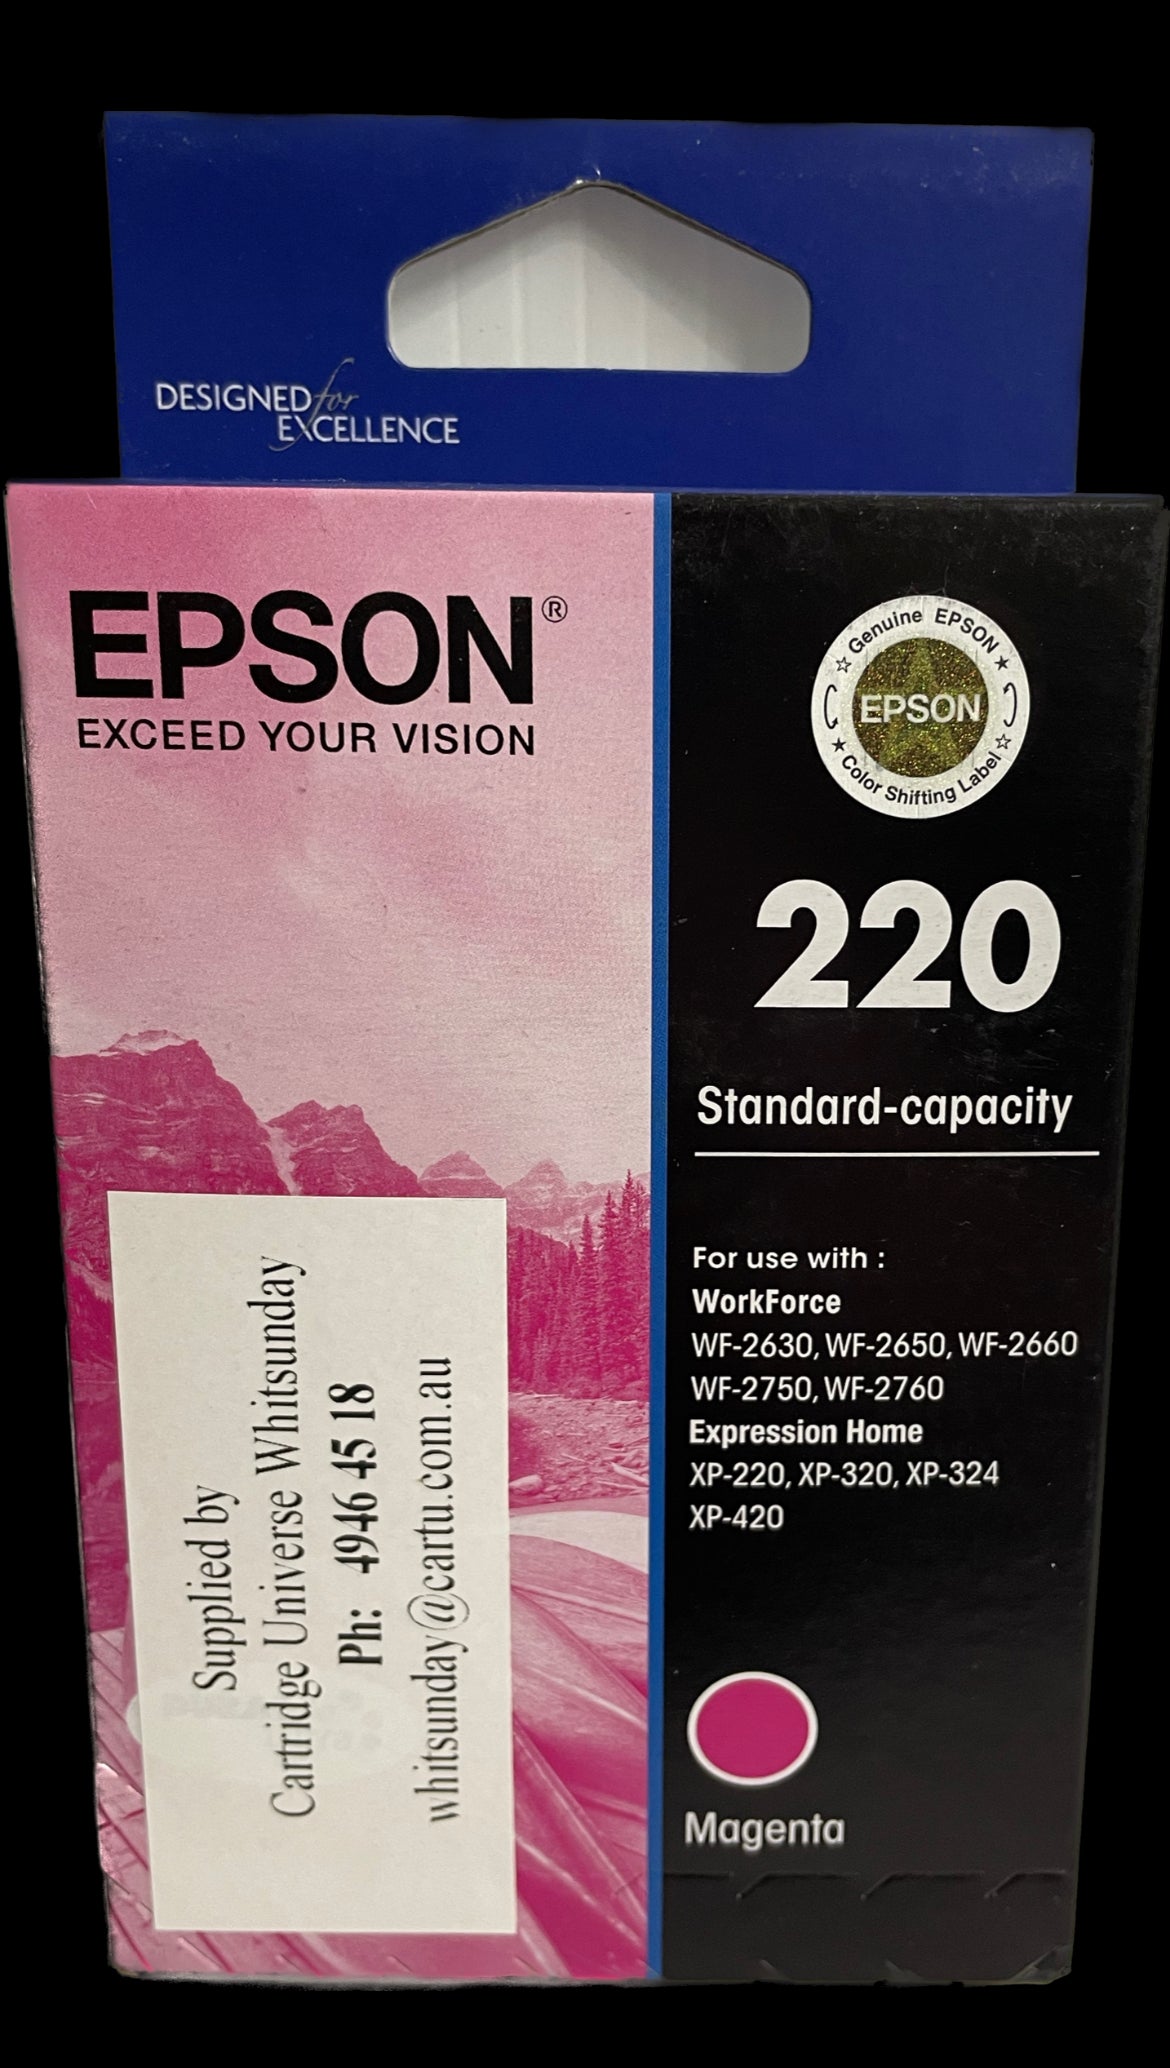 DESIGNED for
EXCELLENCE
EPSON®
EXCEED YOUR VISION
Genuine EPSON
EPSON
Color Shifting Label
220
Standard-capacity
For use with :
WorkForce
WF-2630, WF-2650, WF-2660
WF-2750, WF-2760
Expression Home
XP-220, XP-320, XP-324
XP-420
Magenta
Supplied by
Cartridge Universe Whitsunday
Ph: 4946 45 18
whitsunday@cartu.com.au